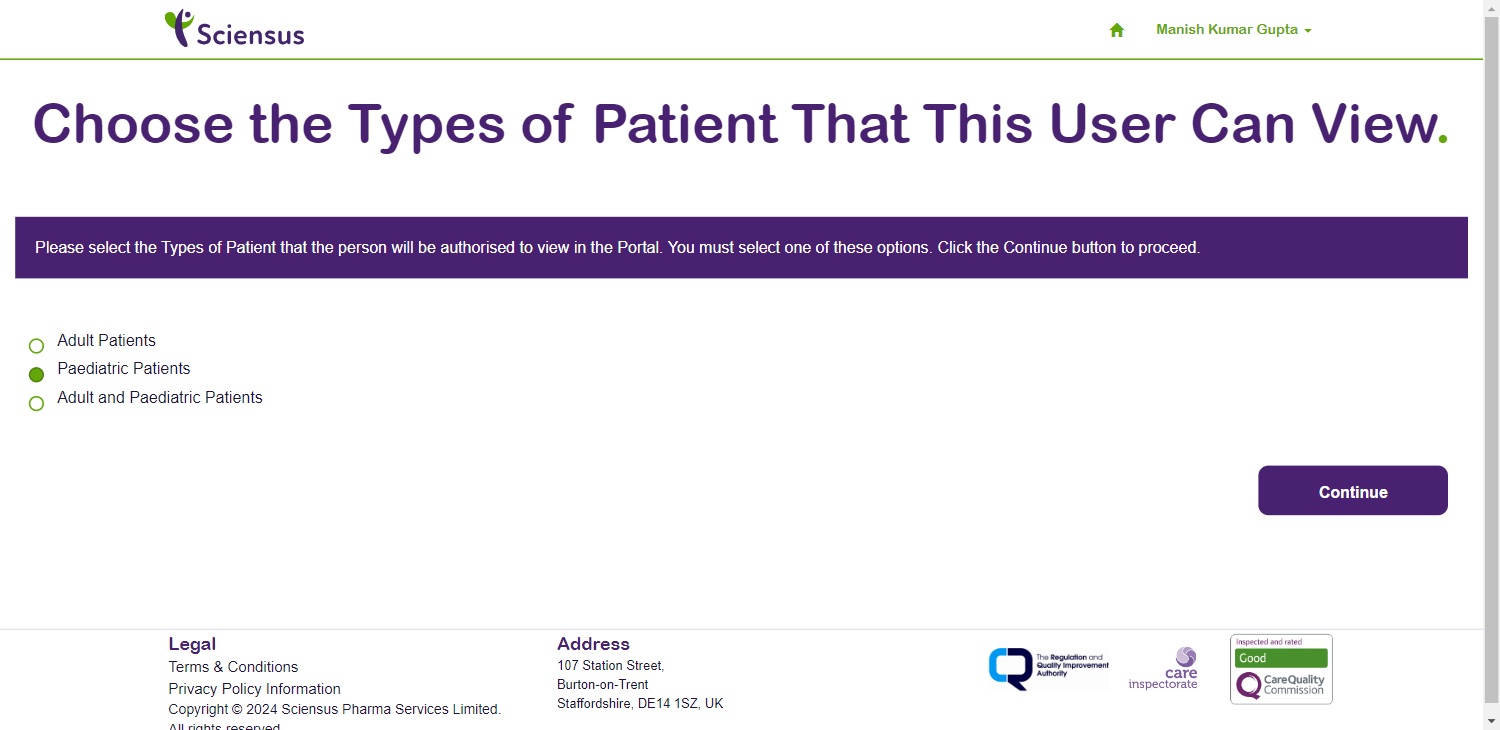 Sciensus
Manish Kumar Gupta
Choose the Types of Patient That This User Can View.
Please select the Types of Patient that the person will be authorised to view in the Portal. You must select one of these options. Click the Continue button to proceed.
Adult Patients
Paediatric Patients
Adult and Paediatric Patients
Continue
Legal
Terms & Conditions
Privacy Policy Information
Copyright © 2024 Sciensus Pharma Services Limited.
All rights reserved
Address
107 Station Street,
Burton-on-Trent
Staffordshire, DE14 1SZ, UK
The Regulation and
Quality Improvement
Authority
care
inspectorate
Inspected and rated
Good
CareQuality
Commission